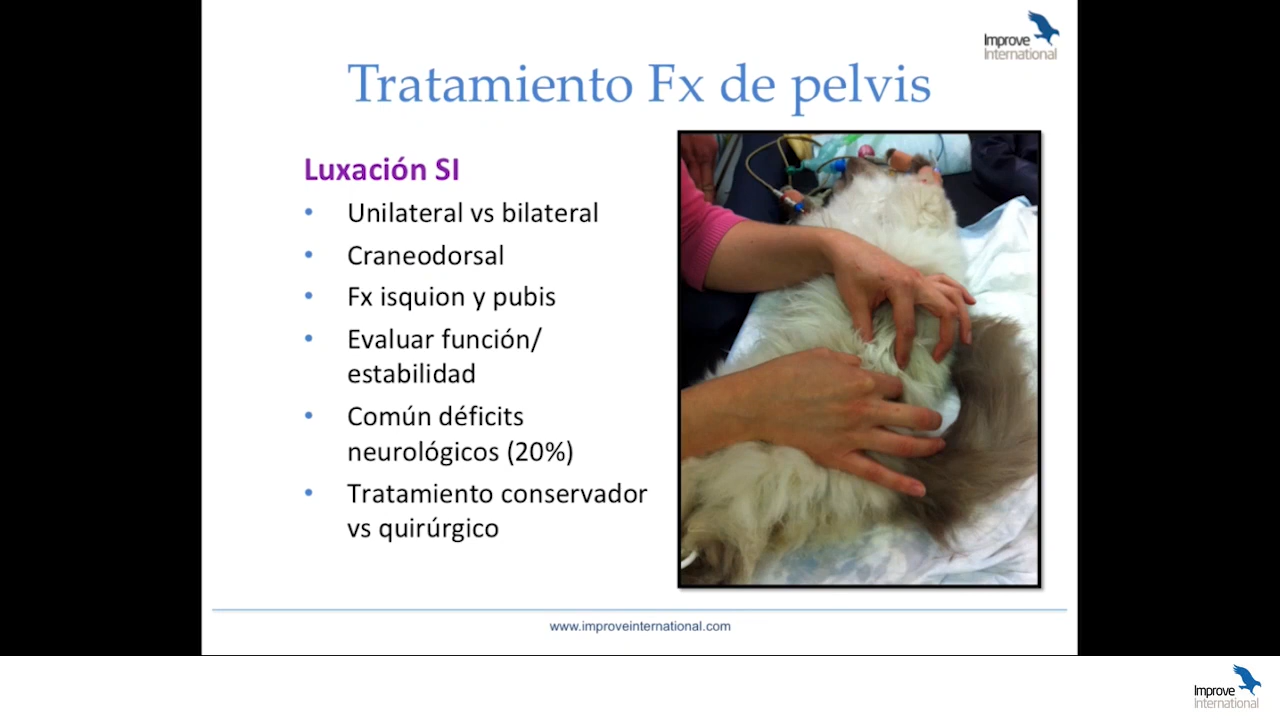 Improve
International
Tratamiento Fx de pelvis
Luxación SI
• Unilateral vs bilateral
• Craneodorsal
• Fx isquion y pubis
• Evaluar función/
estabilidad
• Común déficits
neurológicos (20%)
• Tratamiento conservador
vs quirúrgico
www.improveinternational.com
Improve
International